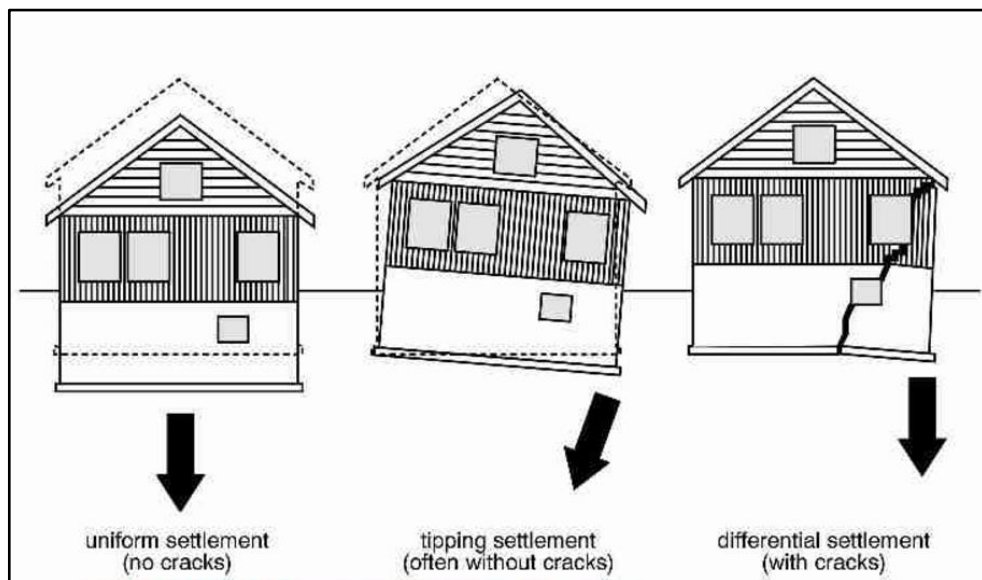 uniform settlement
(no cracks)
tipping settlement
(often without cracks)
differential settlement
(with cracks)